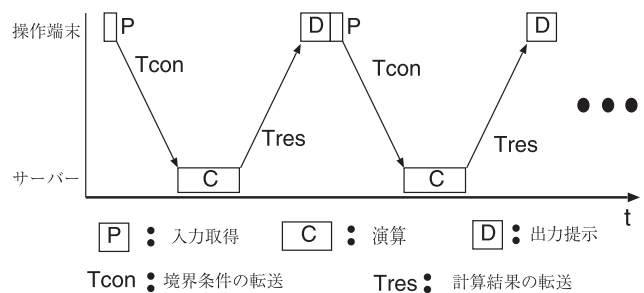 操作端末
P
D
P
D
Tcon
Tres
Tcon
Tres
サーバー
C
C
t
P : 入力取得
C : 演算
D : 出力提示
Tcon : 境界条件の転送
Tres : 計算結果の転送